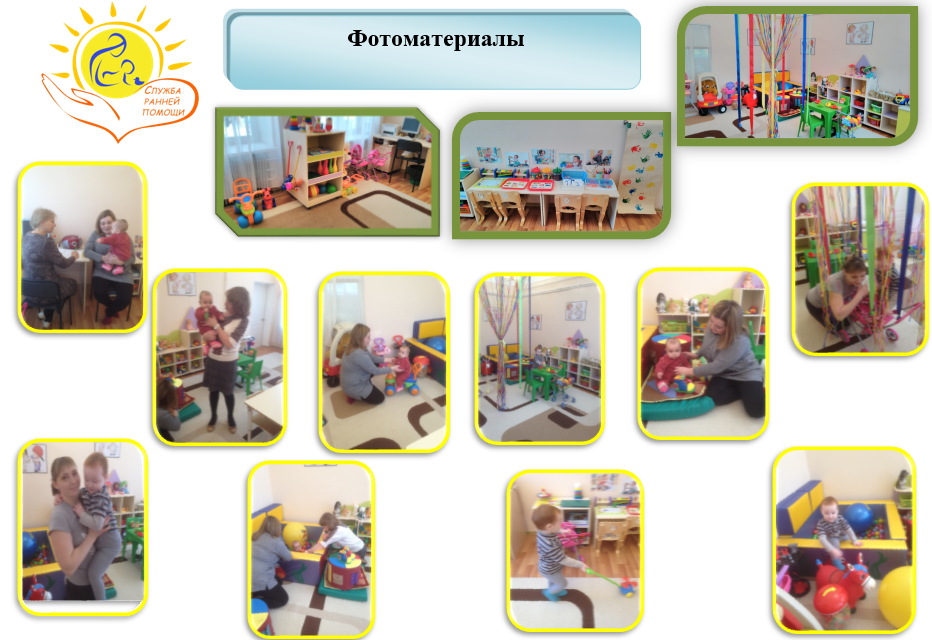 Служба
ранней
помощи
Фотоматериалы